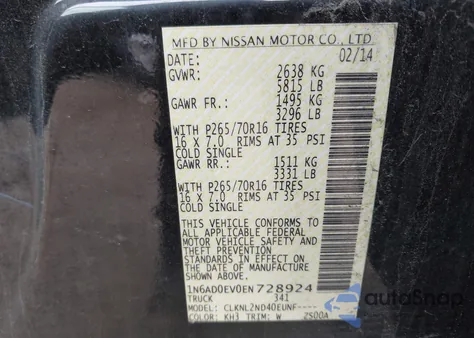 MFD BY NISSAN MOTOR CO., LTD.
DATE: 02/14
GVWR: 2638 KG
5815 LB
GAWR FR.: 1495 KG
3296 LB
WITH P265/70R16 TIRES
16 X 7.0 RIMS AT 35 PSI
COLD SINGLE
GAWR RR.: 1511 KG
3331 LB
WITH P265/70R16 TIRES
16 X 7.0 RIMS AT 35 PSI
COLD SINGLE
THIS VEHICLE CONFORMS TO
ALL APPLICABLE FEDERAL
MOTOR VEHICLE SAFETY AND
THEFT PREVENTION
STANDARDS IN EFFECT ON
THE DATE OF MANUFACTURE
SHOWN ABOVE.
1N6AD0EV0EN728924
TRUCK 341
MODEL: CLKNL2ND40EUNF----
COLOR: KH3 TRIM: W 2500A
autoSnap